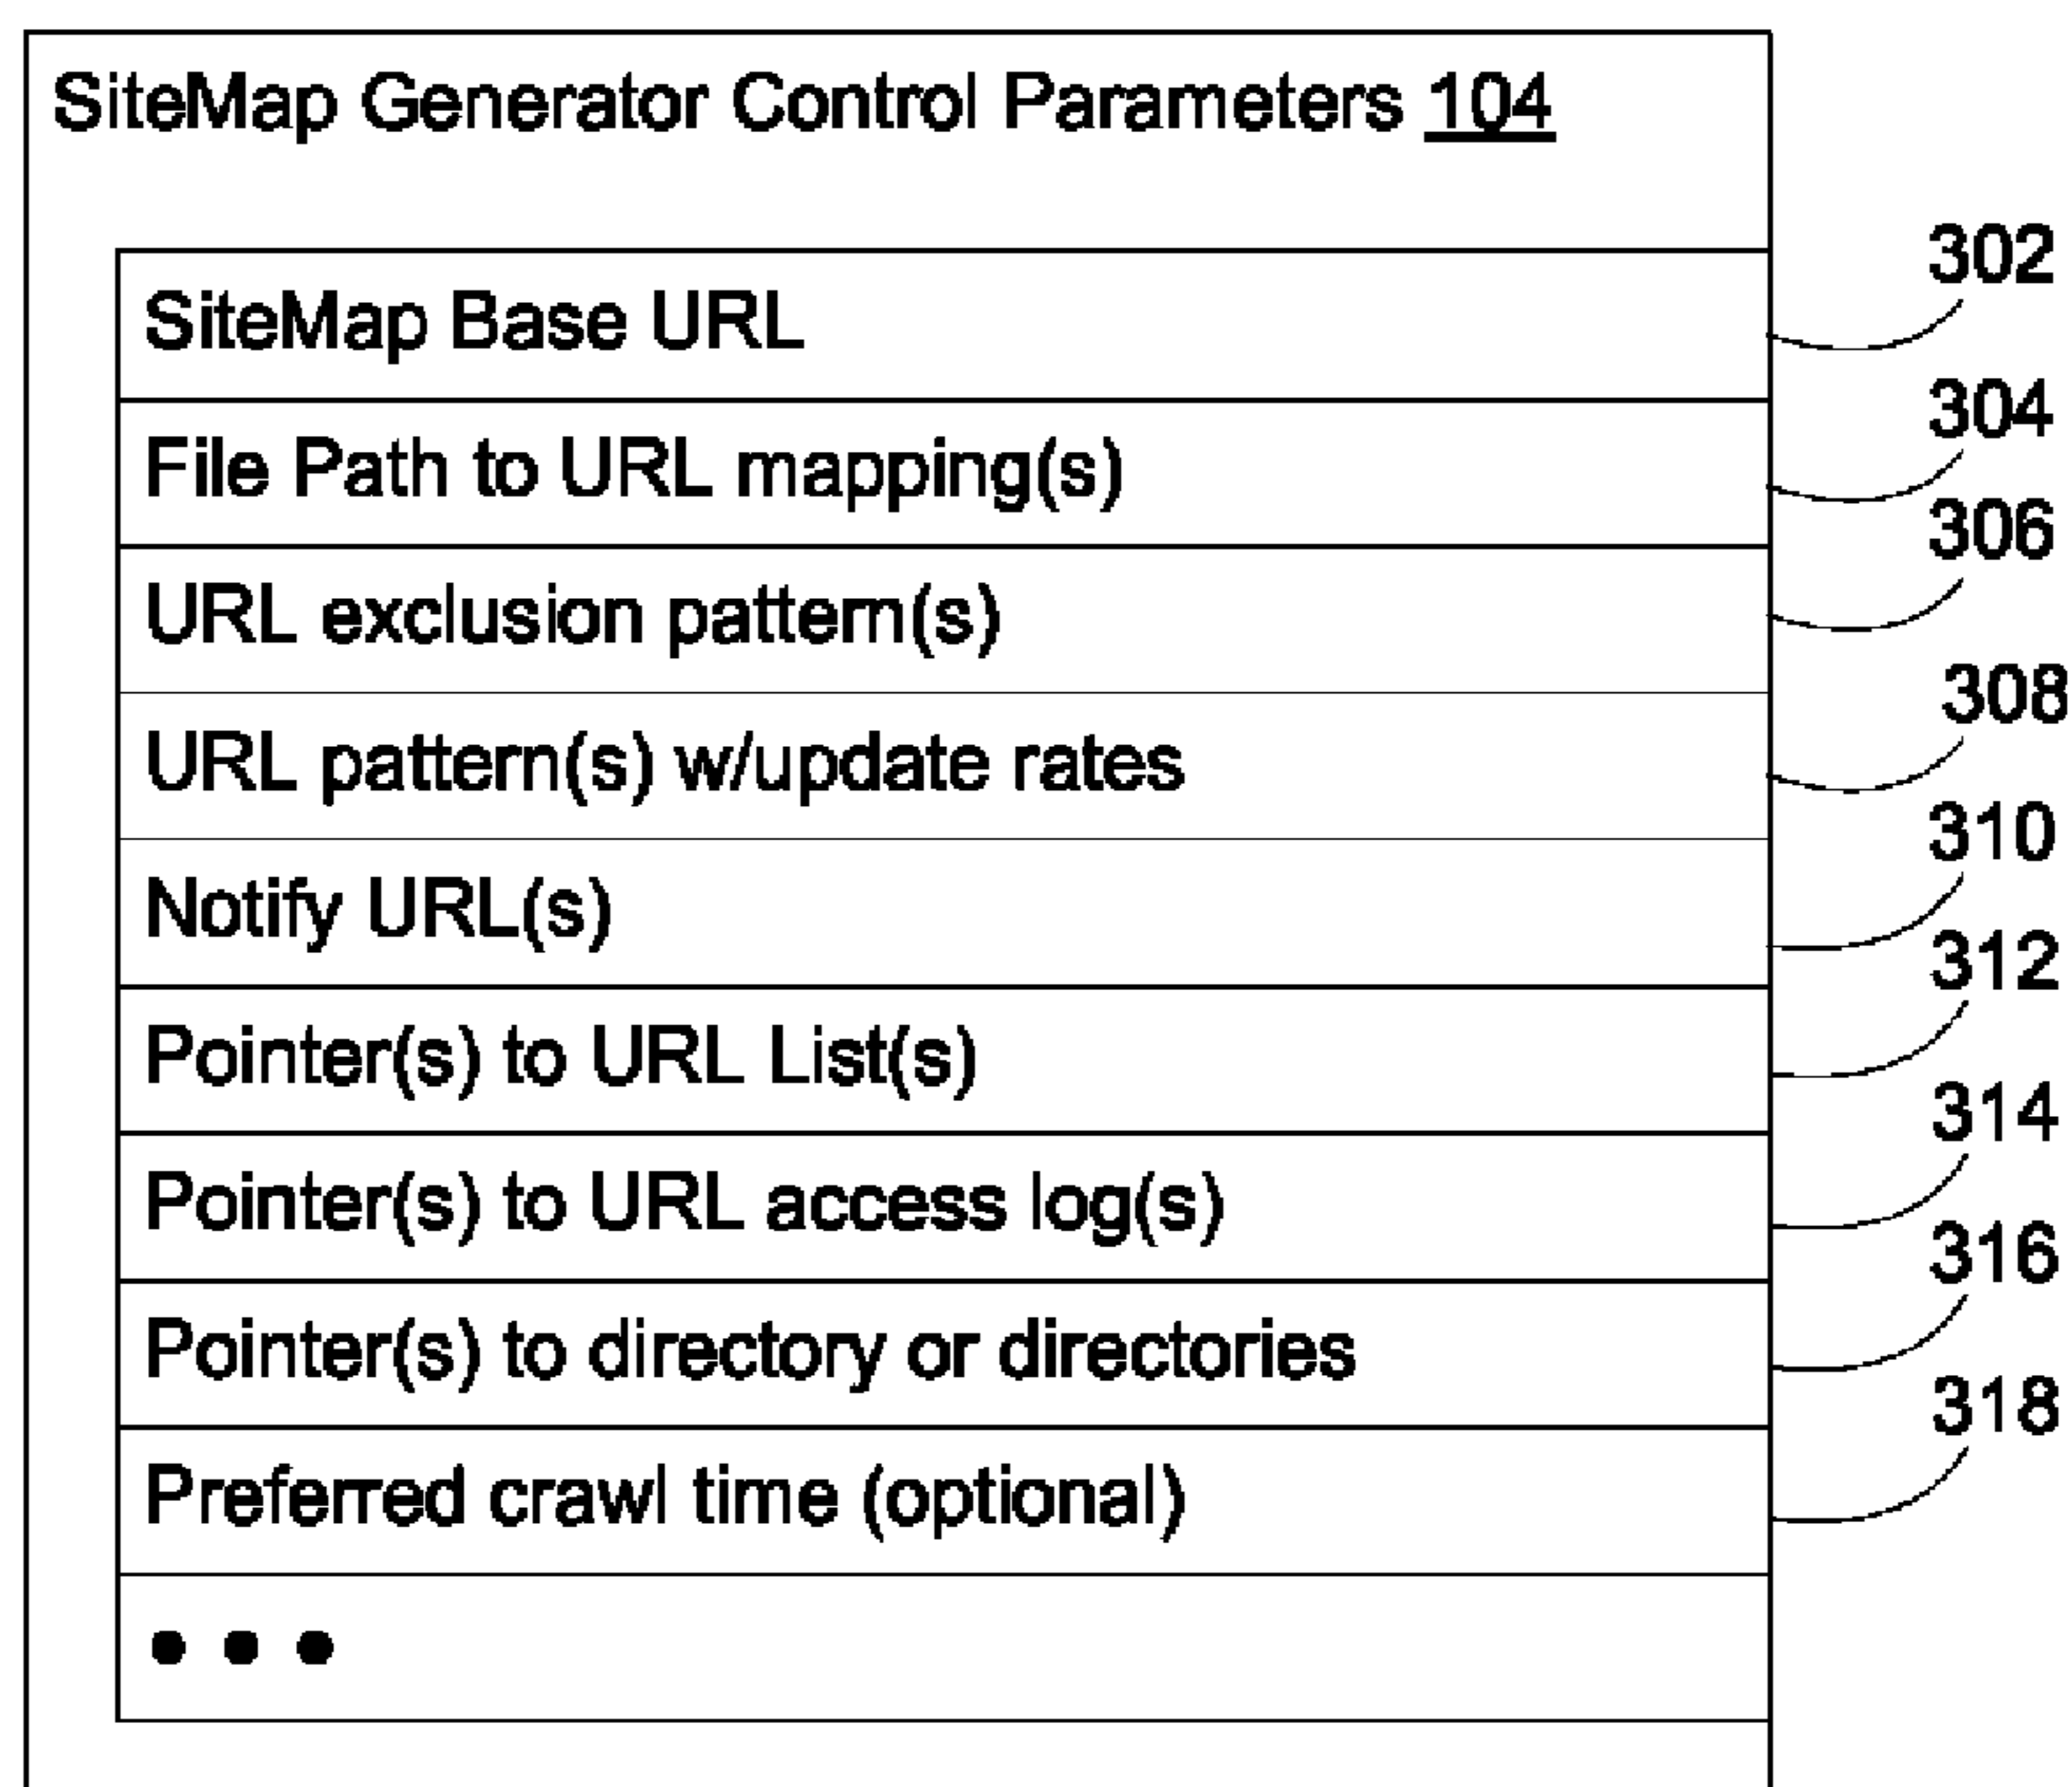 SiteMap Generator Control Parameters 104
302
SiteMap Base URL
304
File Path to URL mapping(s)
306
URL exclusion pattern(s)
308
URL pattern(s) w/update rates
310
Notify URL(s)
312
Pointer(s) to URL List(s)
314
Pointer(s) to URL access log(s)
316
Pointer(s) to directory or directories
318
Preferred crawl time (optional)
• • •